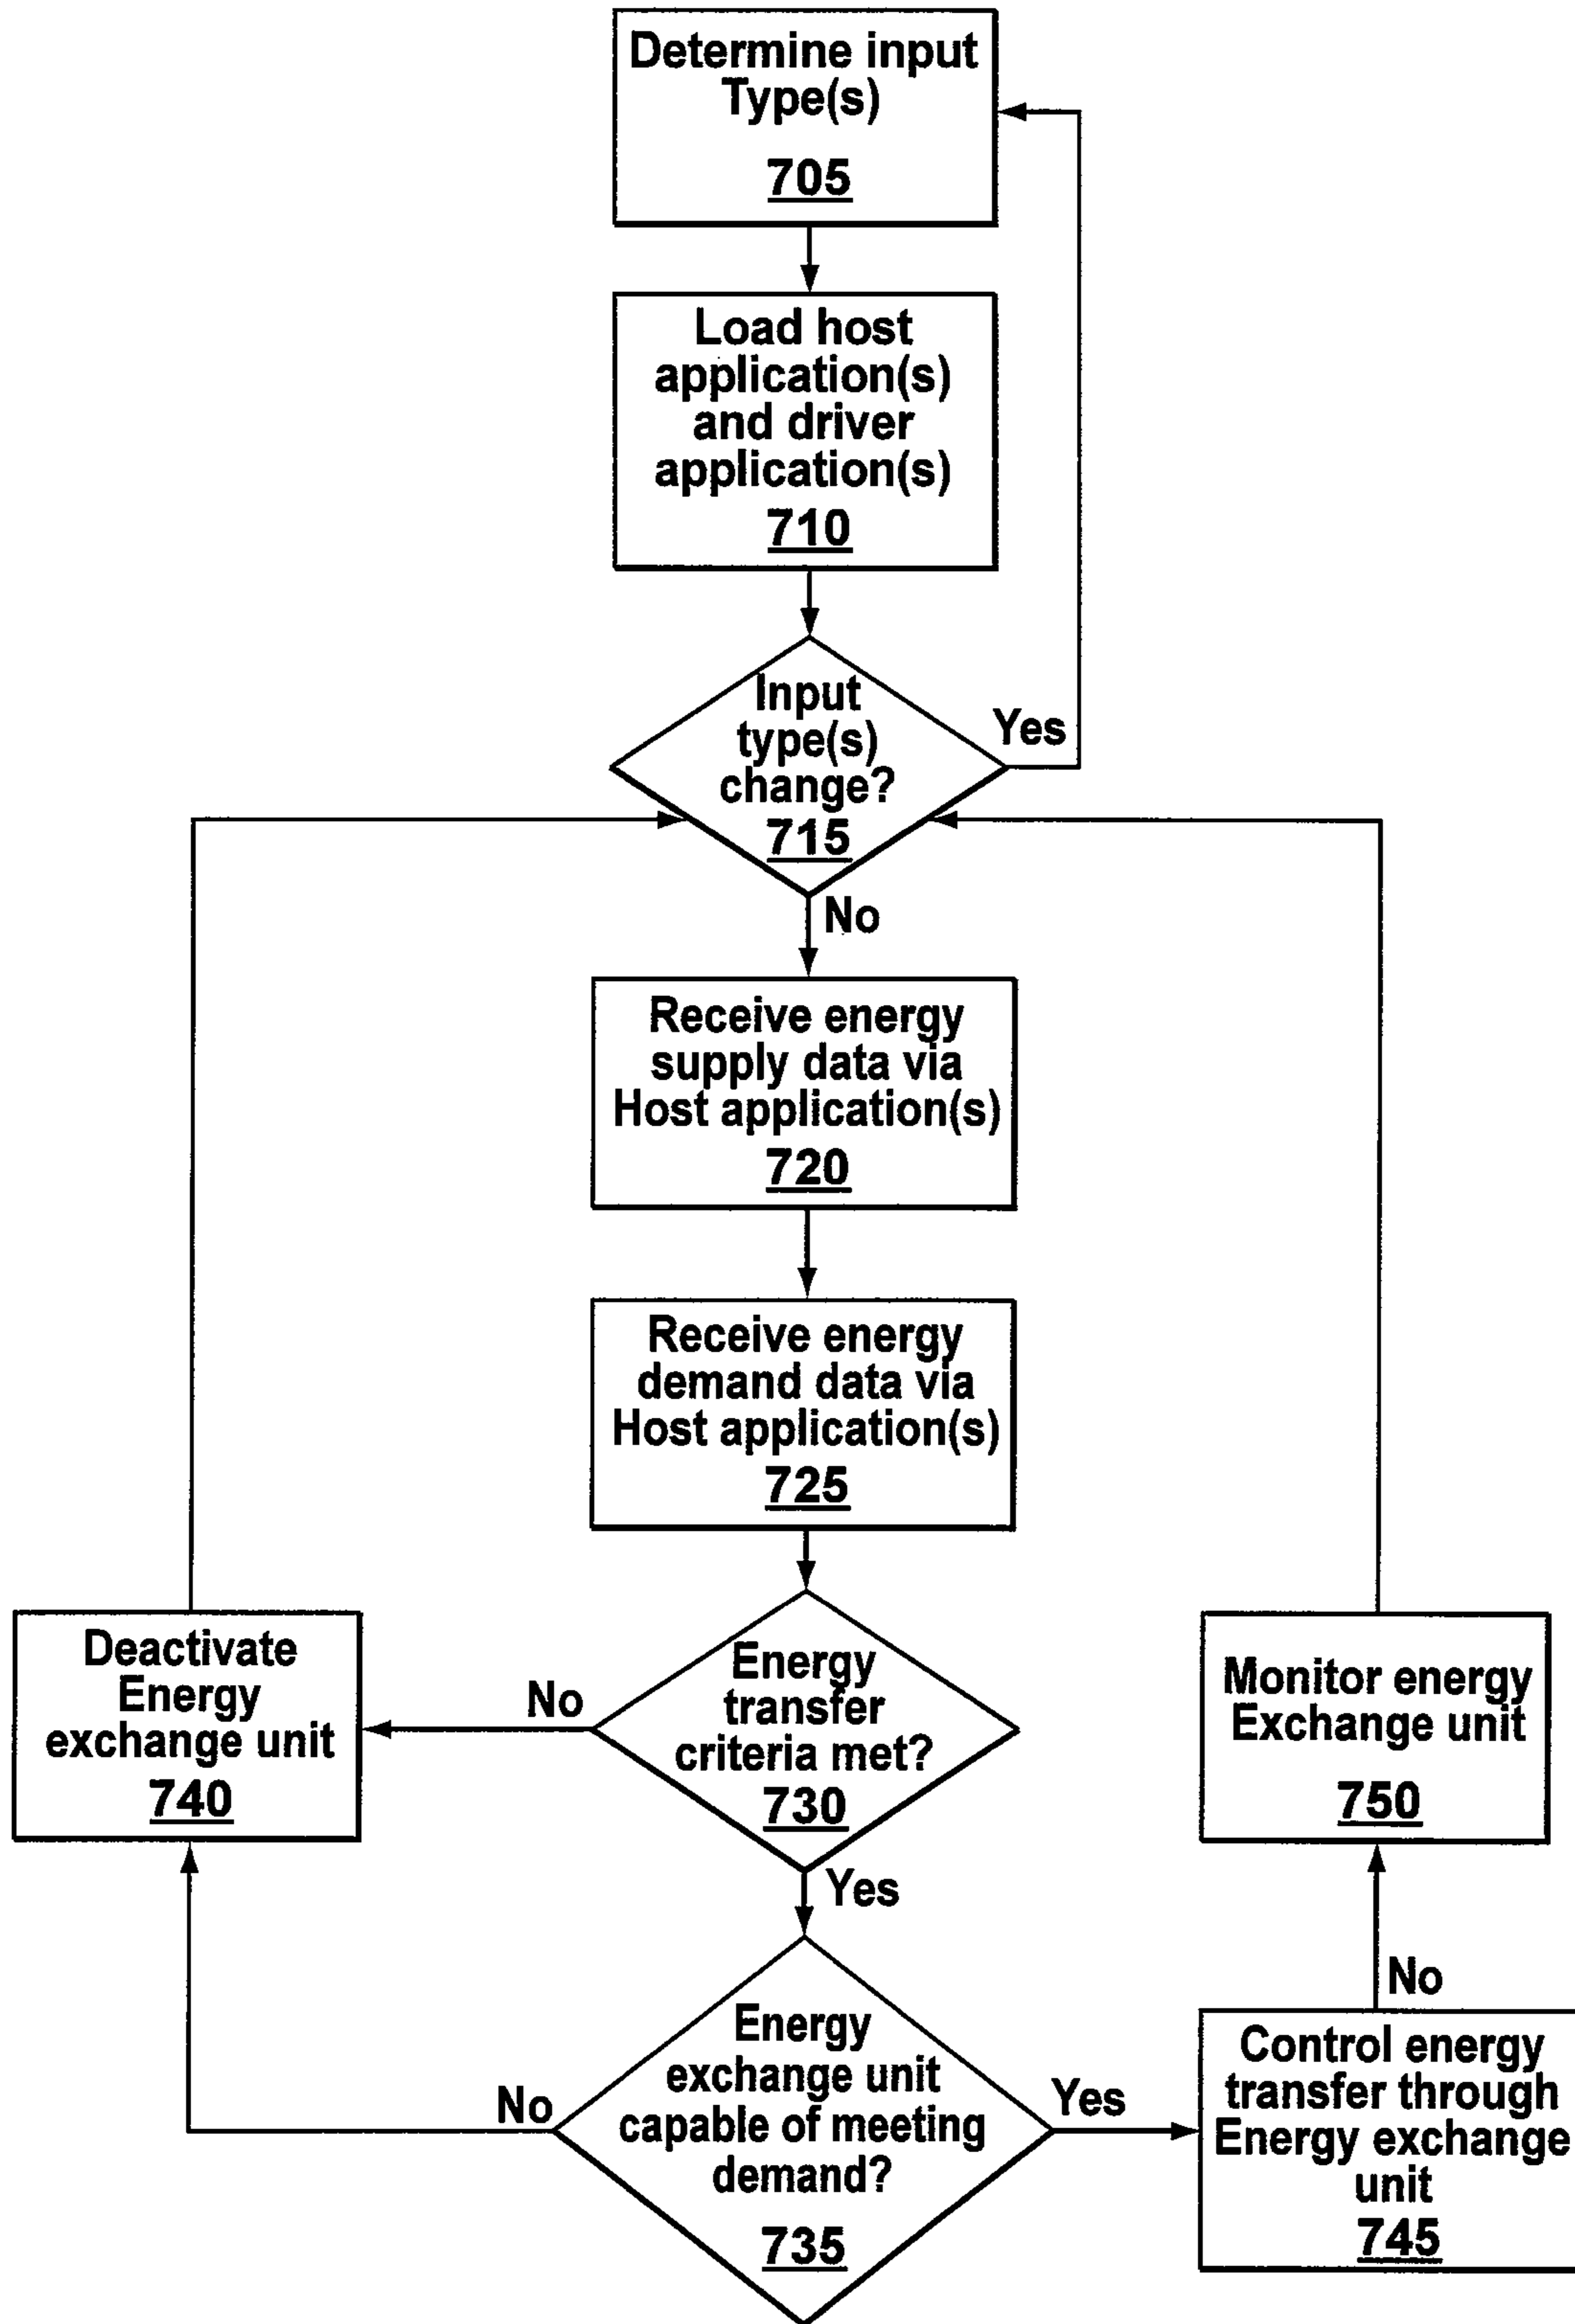 Determine input
Type(s)
705
Load host
application(s)
and driver
application(s)
710
Input
type(s)
change?
715
Yes
No
Receive energy
supply data via
Host application(s)
720
Receive energy
demand data via
Host application(s)
725
Deactivate
Energy
exchange unit
740
No
Energy
transfer
criteria met?
730
Yes
Monitor energy
Exchange unit
750
No
Energy
exchange unit
capable of meeting
demand?
735
No
Yes
Control energy
transfer through
Energy exchange
unit
745